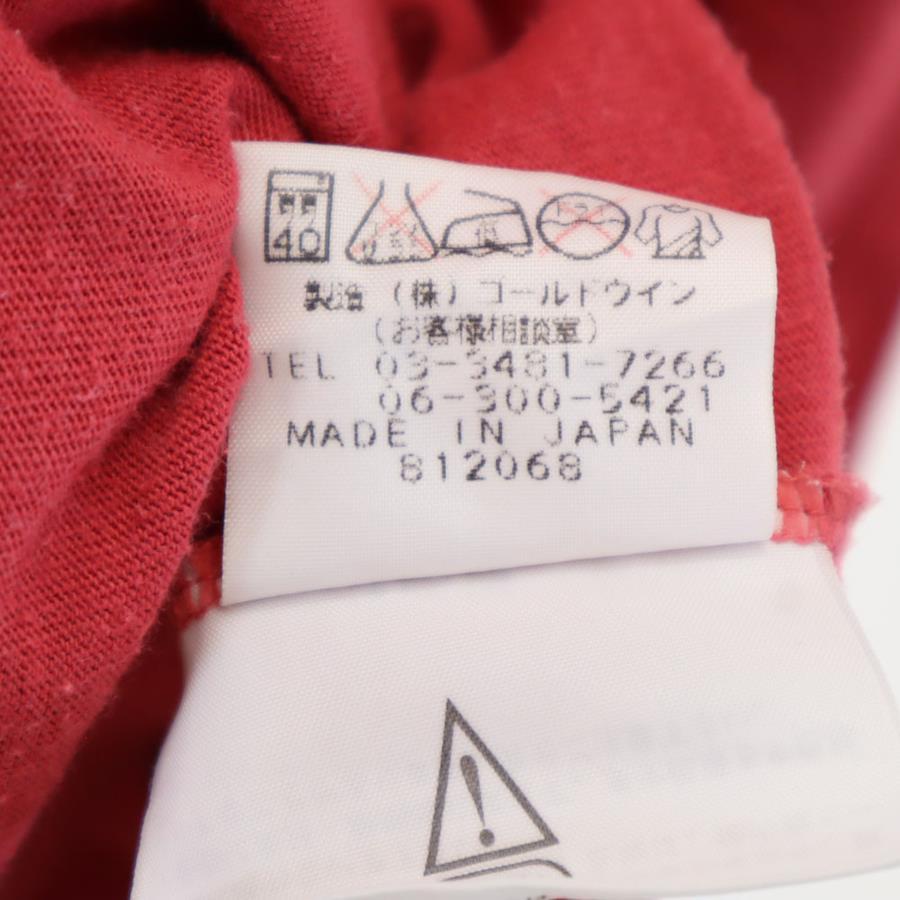 40
製造 (株) ゴールドウイン
(お客様相談室)
TEL 03-3481-7266
06-300-5421
MADE IN JAPAN
812068